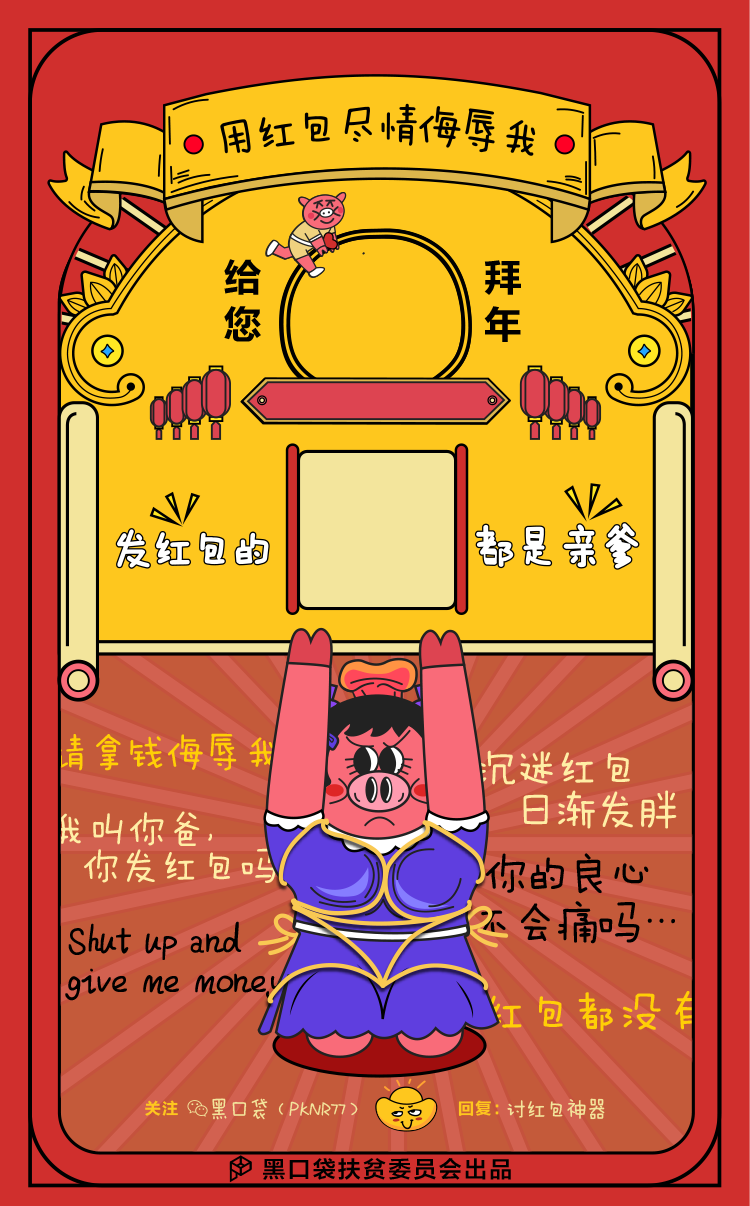 用红包尽情侮辱我
给您
拜年
发红包的
都是亲爹
请拿钱侮辱我
沉迷红包
日渐发胖
我叫你爸，
你发红包吗
你的良心
不会痛吗…
Shut up and
give me money
红包都没有
关注 黑口袋（PKNR77） 回复：讨红包神器
黑口袋扶贫委员会出品